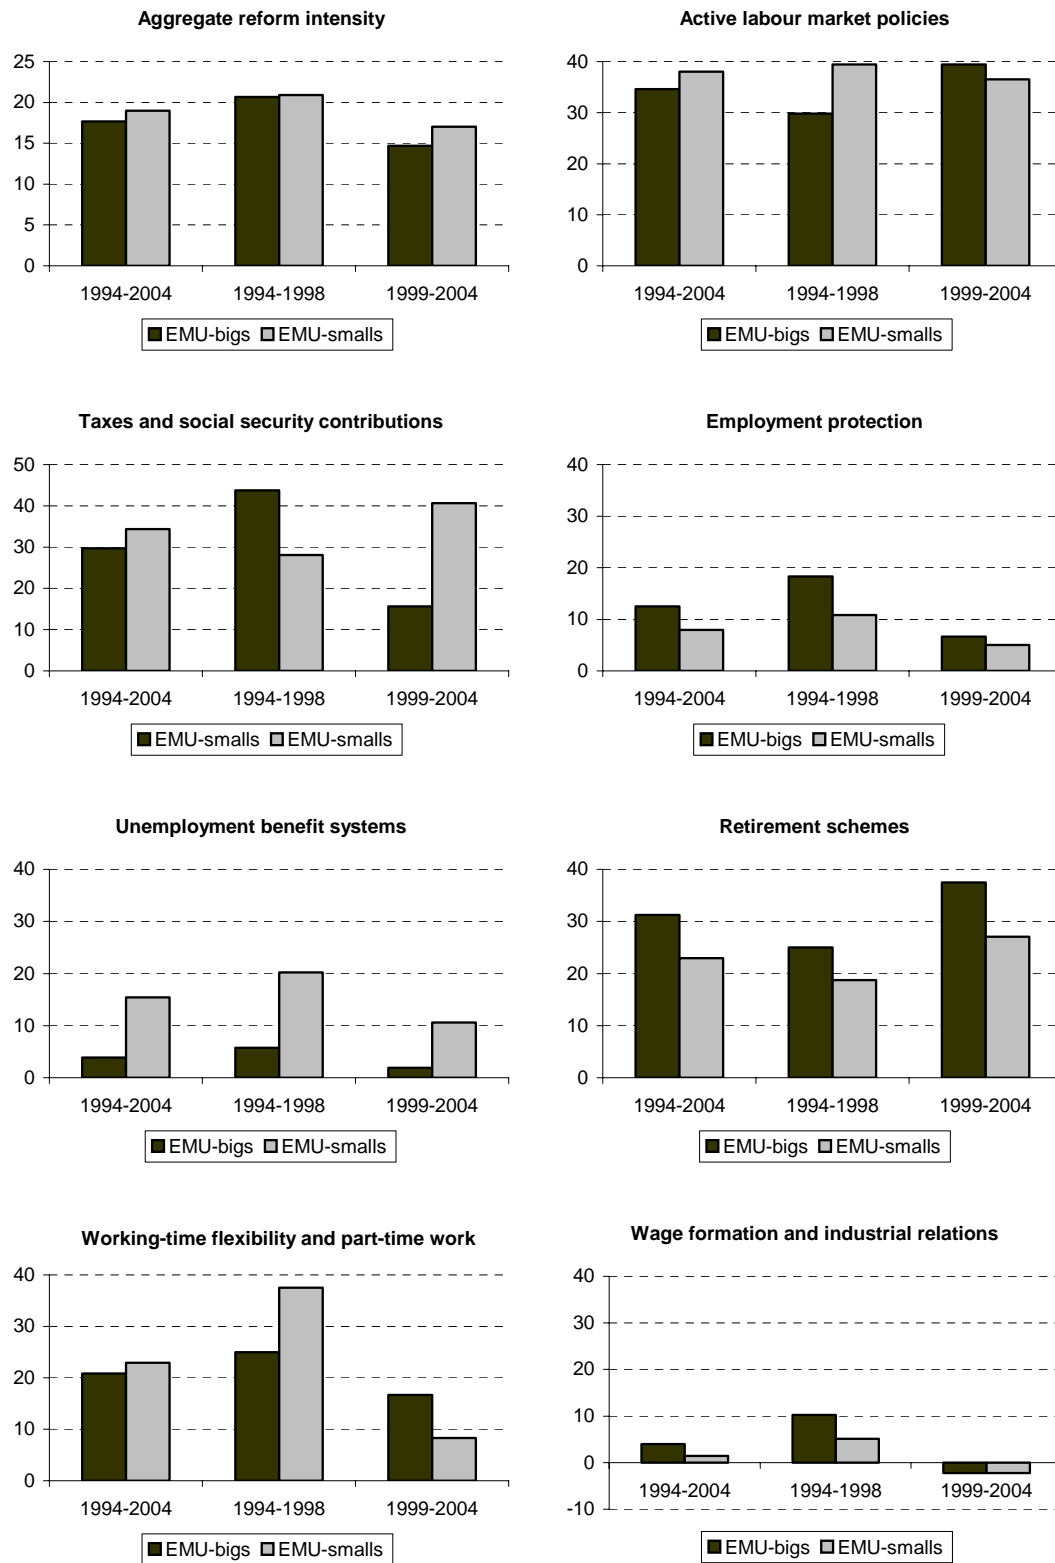 Aggregate reform intensity
25
20
15
10
5
0
1994-2004 1994-1998 1999-2004
EMU-bigs EMU-smalls
Active labour market policies
40
30
20
10
0
1994-2004 1994-1998 1999-2004
EMU-bigs EMU-smalls
Taxes and social security contributions
50
40
30
20
10
0
1994-2004 1994-1998 1999-2004
EMU-smalls EMU-smalls
Employment protection
40
30
20
10
0
1994-2004 1994-1998 1999-2004
EMU-bigs EMU-smalls
Unemployment benefit systems
40
30
20
10
0
1994-2004 1994-1998 1999-2004
EMU-bigs EMU-smalls
Retirement schemes
40
30
20
10
0
1994-2004 1994-1998 1999-2004
EMU-bigs EMU-smalls
Working-time flexibility and part-time work
40
30
20
10
0
1994-2004 1994-1998 1999-2004
EMU-bigs EMU-smalls
Wage formation and industrial relations
40
30
20
10
0
-10
1994-2004 1994-1998 1999-2004
EMU-bigs EMU-smalls